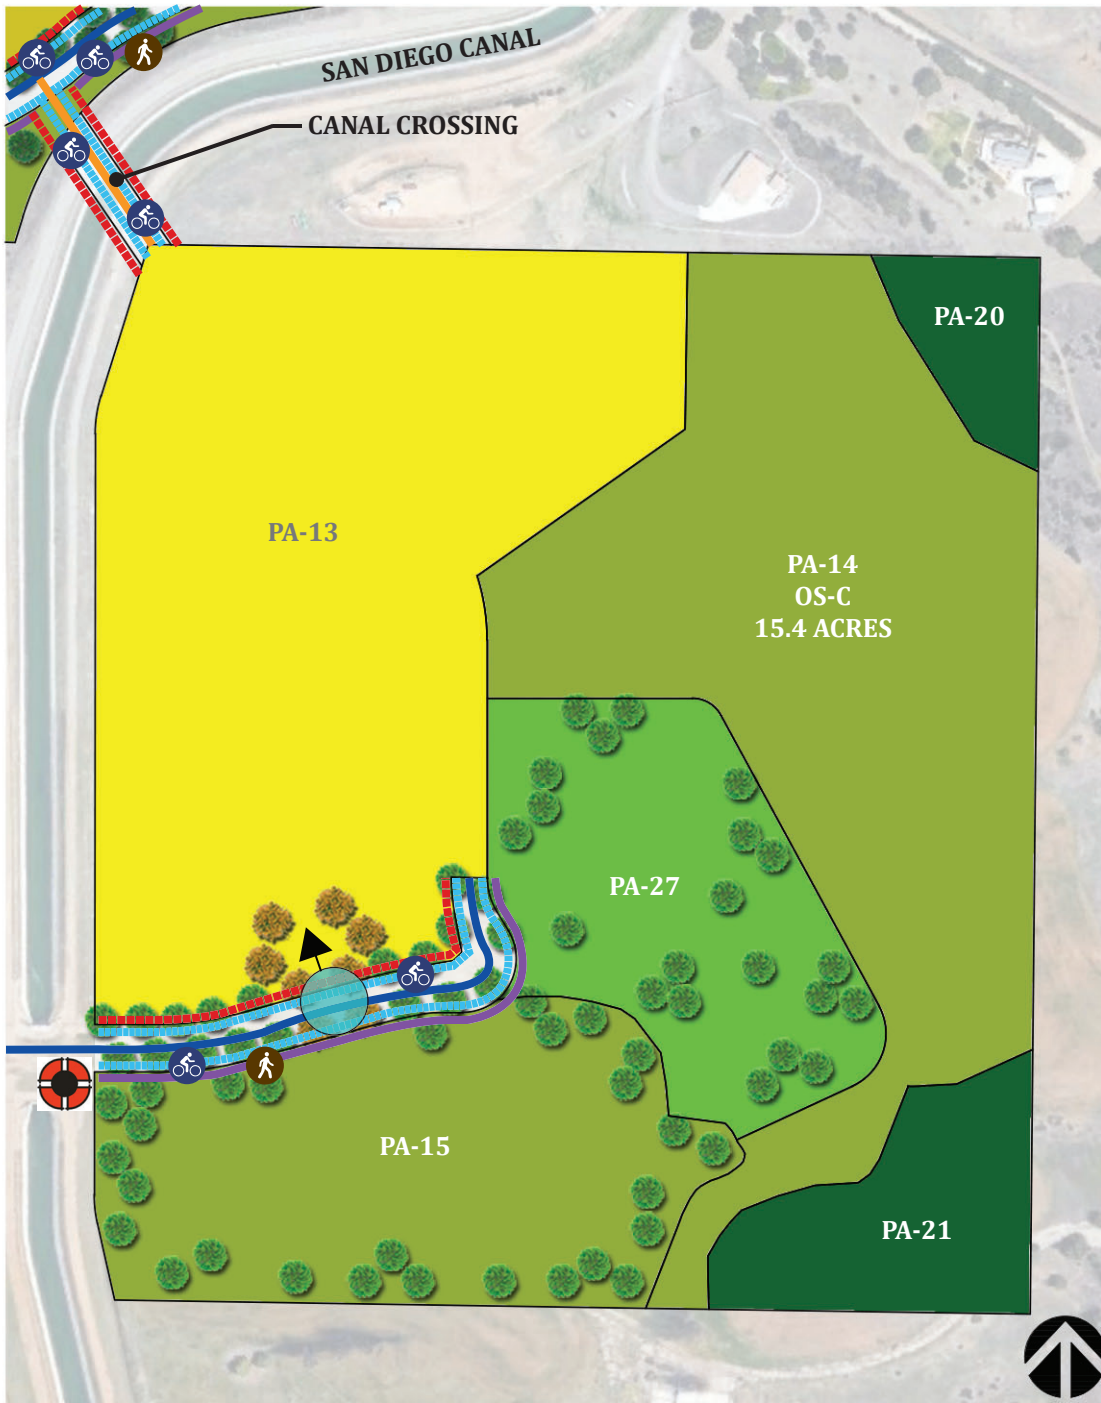 SAN DIEGO CANAL
CANAL CROSSING
PA-20
PA-13
PA-14
OS-C
15.4 ACRES
PA-27
PA-15
PA-21